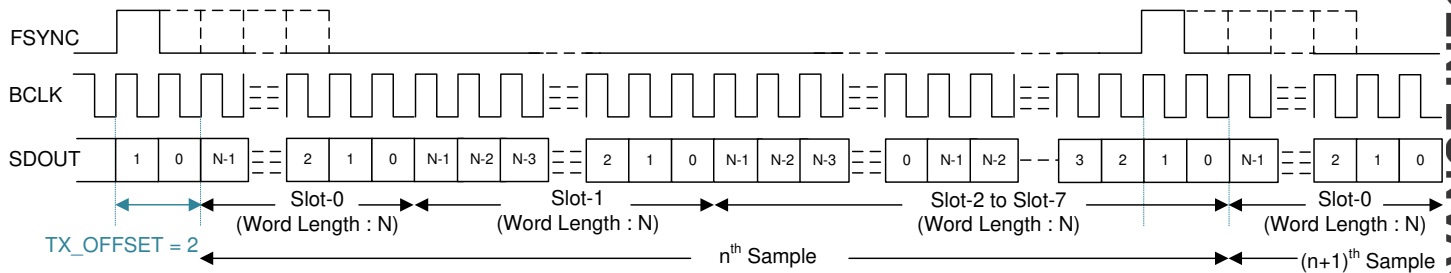 FSYNC
BCLK
SDOUT 1 0 N-1 2 1 0 N-1 N-2 N-3 2 1 0 N-1 N-2 N-3 0 N-1 N-2 3 2 1 0 N-1 2 1 0
Slot-0 Slot-1 Slot-2 to Slot-7 Slot-0
(Word Length : N) (Word Length : N) (Word Length : N) (Word Length : N)
TX_OFFSET = 2 nth Sample (n+1)th Sample